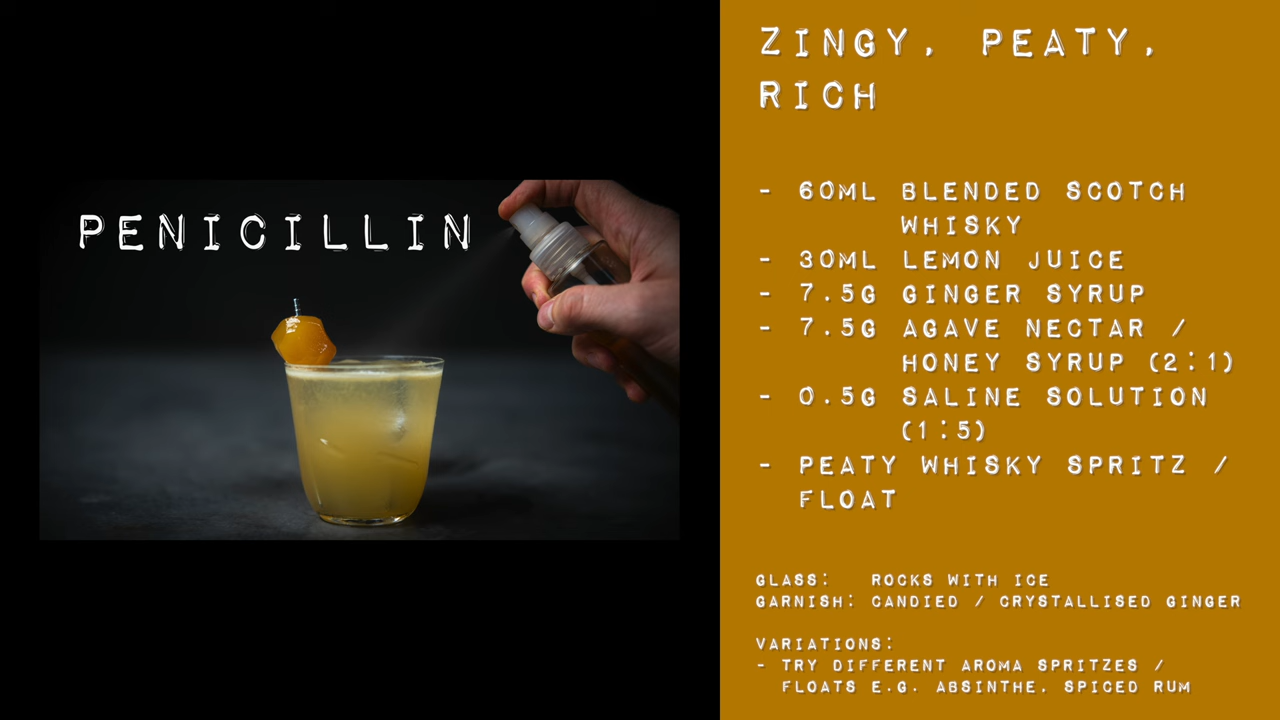 PENICILLIN
ZINGY, PEATY,
RICH
- 60ML BLENDED SCOTCH
WHISKY
- 30ML LEMON JUICE
- 7.5G GINGER SYRUP
- 7.5G AGAVE NECTAR /
HONEY SYRUP (2:1)
- 0.5G SALINE SOLUTION
(1:5)
- PEATY WHISKY SPRITZ /
FLOAT
GLASS: ROCKS WITH ICE
GARNISH: CANDIED / CRYSTALLISED GINGER
VARIATIONS:
- TRY DIFFERENT AROMA SPRITZES /
FLOATS E.G. ABSINTHE, SPICED RUM